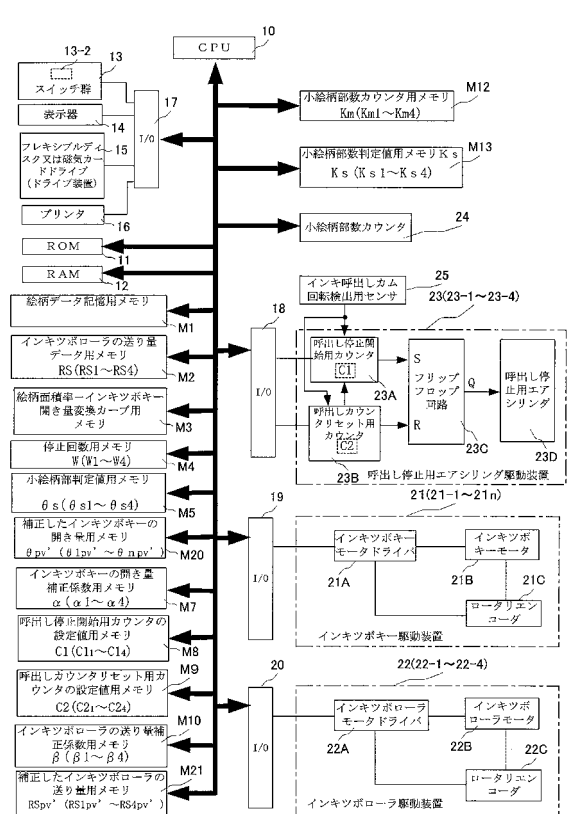 CPU
10
13-2
13
スイッチ群
17
I/O
表示器
14
フレキシブルディ
スク又は磁気カー
ドドライブ
(ドライブ装置)
15
プリンタ
16
ROM
11
RAM
12
絵柄データ記憶用メモリ
M1
インキツボローラの送り量
データ用メモリ
RS(RS1～RS4)
M2
絵柄面積率ーインキツボキー
開き量変換カーブ用
メモリ
M3
停止回数用メモリ
W(W1～W4)
M4
小絵柄部判定値用メモリ
θs(θs1～θs4)
M5
補正したインキツボキーの
開き量用メモリ
θpv'(θ1pv'～θnpv')
M20
インキツボキーの開き量
補正係数用メモリ
α(α1～α4)
M7
呼出し停止開始用カウンタの
設定値用メモリ
C1(C1₁～C1₄)
M8
呼出しカウンタリセット用カ
ウンタの設定値用メモリ
C2(C2₁～C2₄)
M9
インキツボローラの送り量補
正係数用メモリ
β(β1～β4)
M10
補正したインキツボローラの
送り量用メモリ
RSpv'(RS1pv'～RS4pv')
M21
小絵柄部数カウンタ用メモリ
Km(Km1～Km4)
M12
小絵柄部数判定値用メモリKs
Ks(Ks1～Ks4)
M13
小絵柄部数カウンタ
24
インキ呼出しカム
回転検出用センサ
25
23(23-1～23-4)
18
I/O
呼出し停止開
始用カウンタ
C1
23A
呼出しカウン
タリセット用カ
ウンタ
C2
23B
S
R
フリップ
フロップ
回路
23C
Q
呼出し停
止用エア
シリンダ
23D
呼出し停止用エアシリンダ駆動装置
19
I/O
21(21-1～21n)
インキツボキー
モータドライバ
21A
インキツボ
キーモータ
21B
21C
ロータリエン
コーダ
インキツボキー駆動装置
20
I/O
22(22-1～22-4)
インキツボローラ
モータドライバ
22A
インキツボ
ローラモータ
22B
22C
ロータリエン
コーダ
インキツボローラ駆動装置